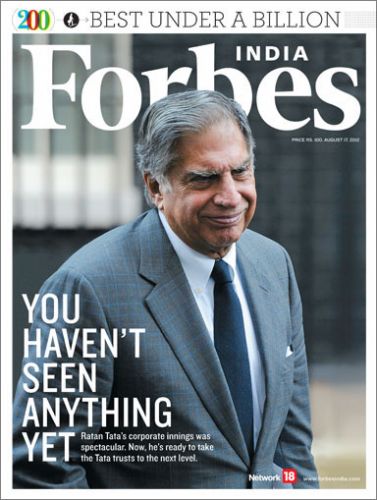 200 BEST UNDER A BILLION
INDIA
Forbes
PRICE RS. 100. AUGUST 17, 2012
YOU
HAVEN'T
SEEN
ANYTHING
YET
Ratan Tata's corporate innings was
spectacular. Now, he's ready to take
the Tata trusts to the next level.
Network 18
www.forbesindia.com